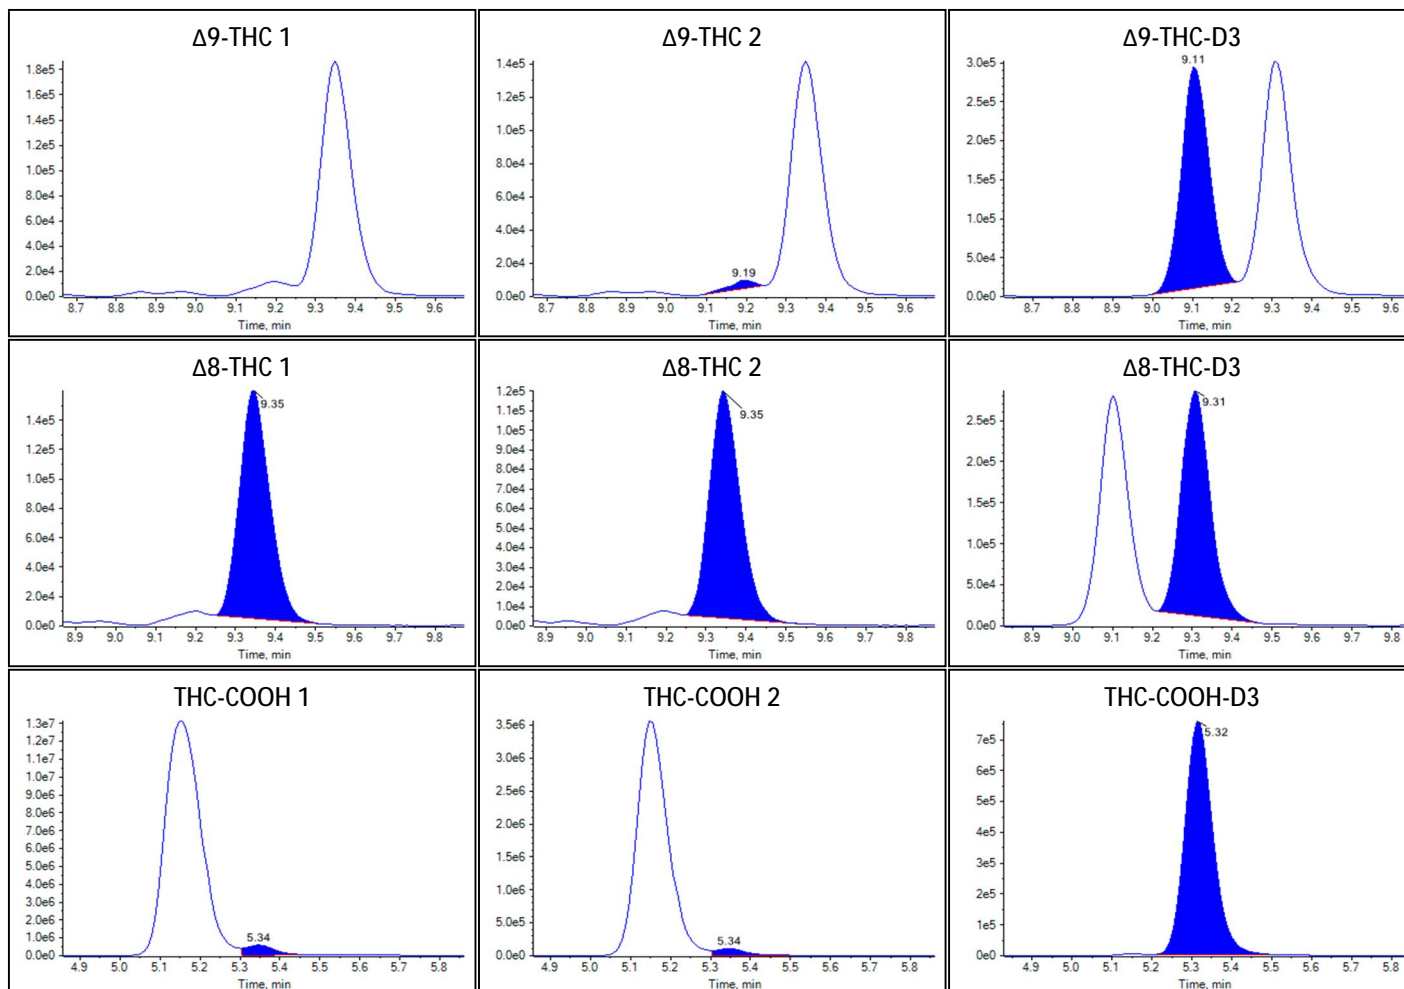 Δ9-THC 1
1.8e5
1.6e5
1.4e5
1.2e5
1.0e5
8.0e4
6.0e4
4.0e4
2.0e4
0.0e0
8.7 8.8 8.9 9.0 9.1 9.2 9.3 9.4 9.5 9.6
Time, min
Δ9-THC 2
1.4e5
1.2e5
1.0e5
8.0e4
6.0e4
4.0e4
2.0e4
0.0e0
9.19
8.7 8.8 8.9 9.0 9.1 9.2 9.3 9.4 9.5 9.6
Time, min
Δ9-THC-D3
9.11
3.0e5
2.5e5
2.0e5
1.5e5
1.0e5
5.0e4
0.0e0
8.7 8.8 8.9 9.0 9.1 9.2 9.3 9.4 9.5 9.6
Time, min
Δ8-THC 1
9.35
1.4e5
1.2e5
1.0e5
8.0e4
6.0e4
4.0e4
2.0e4
0.0e0
8.9 9.0 9.1 9.2 9.3 9.4 9.5 9.6 9.7 9.8
Time, min
Δ8-THC 2
1.2e5
1.1e5
1.0e5
9.0e4
8.0e4
7.0e4
6.0e4
5.0e4
4.0e4
3.0e4
2.0e4
1.0e4
0.0e0
9.35
8.9 9.0 9.1 9.2 9.3 9.4 9.5 9.6 9.7 9.8
Time, min
Δ8-THC-D3
9.31
2.5e5
2.0e5
1.5e5
1.0e5
5.0e4
0.0e0
8.9 9.0 9.1 9.2 9.3 9.4 9.5 9.6 9.7 9.8
Time, min
THC-COOH 1
1.3e7
1.2e7
1.1e7
1.0e7
9.0e6
8.0e6
7.0e6
6.0e6
5.0e6
4.0e6
3.0e6
2.0e6
1.0e6
0.0e0
5.34
4.9 5.0 5.1 5.2 5.3 5.4 5.5 5.6 5.7 5.8
Time, min
THC-COOH 2
3.5e6
3.0e6
2.5e6
2.0e6
1.5e6
1.0e6
5.0e5
0.0e0
5.34
4.9 5.0 5.1 5.2 5.3 5.4 5.5 5.6 5.7 5.8
Time, min
THC-COOH-D3
5.32
7e5
6e5
5e5
4e5
3e5
2e5
1e5
0e0
4.9 5.0 5.1 5.2 5.3 5.4 5.5 5.6 5.7 5.8
Time, min